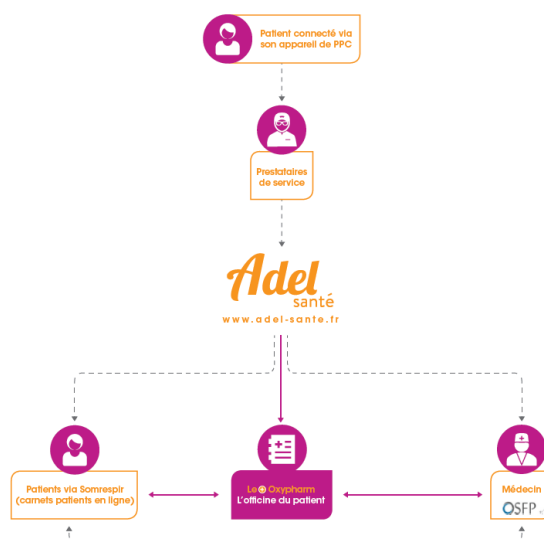 Patient connecté via
son appareil de PPC
Prestataires
de service
Adel
santé
www.adel-sante.fr
Patients via Somrespir
(carnets patients en ligne)
Leo Oxypharm
L'officine du patient
Médecin
OSFP